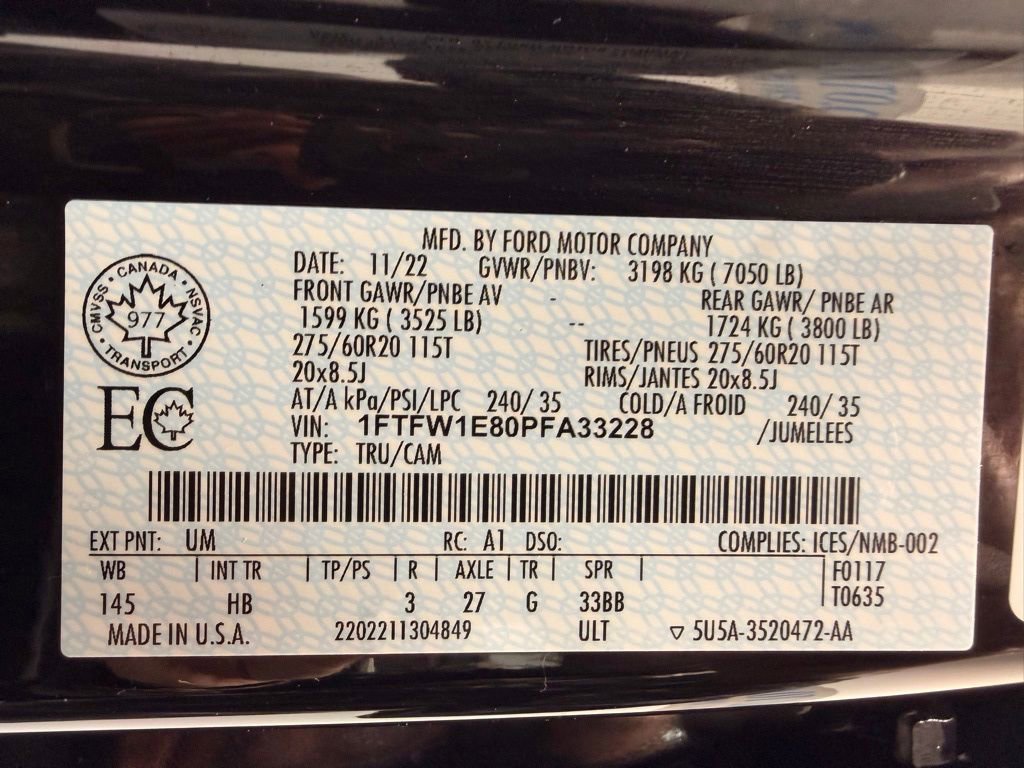 MFD. BY FORD MOTOR COMPANY
DATE: 11/22 GVWR/PNBV: 3198 KG ( 7050 LB)
FRONT GAWR/PNBE AV - REAR GAWR/ PNBE AR
1599 KG ( 3525 LB) -- 1724 KG ( 3800 LB)
275/60R20 115T TIRES/PNEUS 275/60R20 115T
20x8.5J RIMS/JANTES 20x8.5J
AT/A kPa/PSI/LPC 240/ 35 COLD/A FROID 240/ 35
VIN: 1FTFW1E80PFA33228 /JUMELEES
TYPE: TRU/CAM
CANADA
CMVSS · NSVAC
977
TRANSPORT
EC
EXT PNT: UM RC: A1 DSO: COMPLIES: ICES/NMB-002
WB | INT TR | TP/PS | R | AXLE | TR | SPR | F0117
145 HB 3 27 G 33BB T0635
MADE IN U.S.A. 2202211304849 ULT ▽ 5U5A-3520472-AA